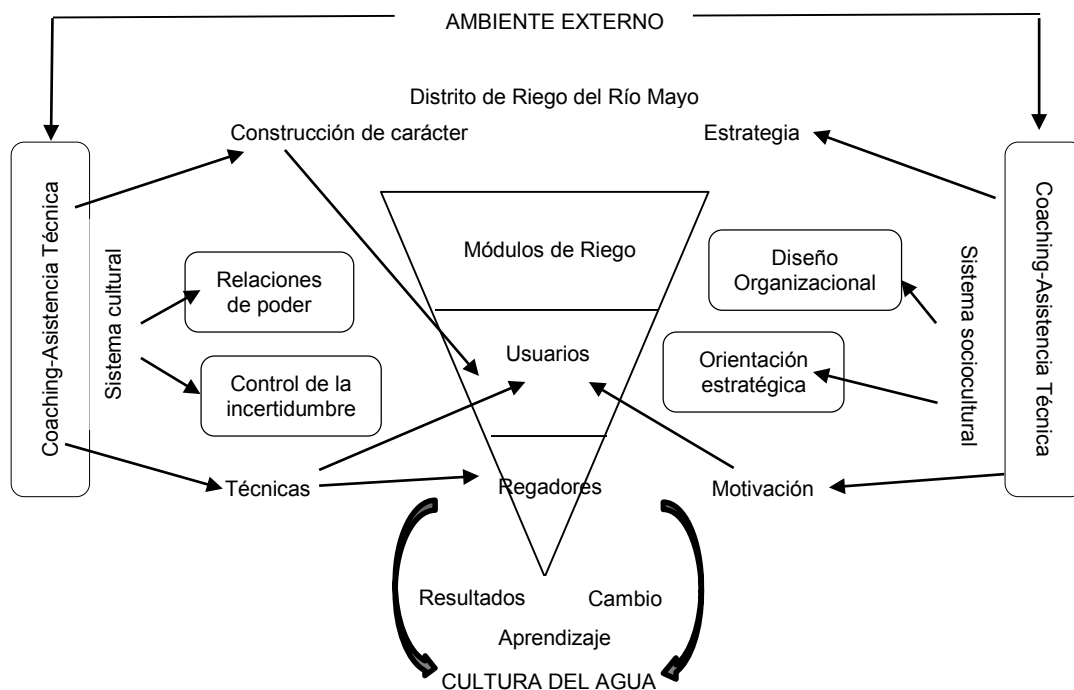 AMBIENTE EXTERNO
Distrito de Riego del Río Mayo
Construcción de carácter
Estrategia
Coaching-Asistencia Técnica
Sistema cultural
Relaciones
de poder
Control de la
incertidumbre
Técnicas
Módulos de Riego
Usuarios
Regadores
Diseño
Organizacional
Orientación
estratégica
Motivación
Sistema sociocultural
Coaching-Asistencia Técnica
Resultados
Cambio
Aprendizaje
CULTURA DEL AGUA